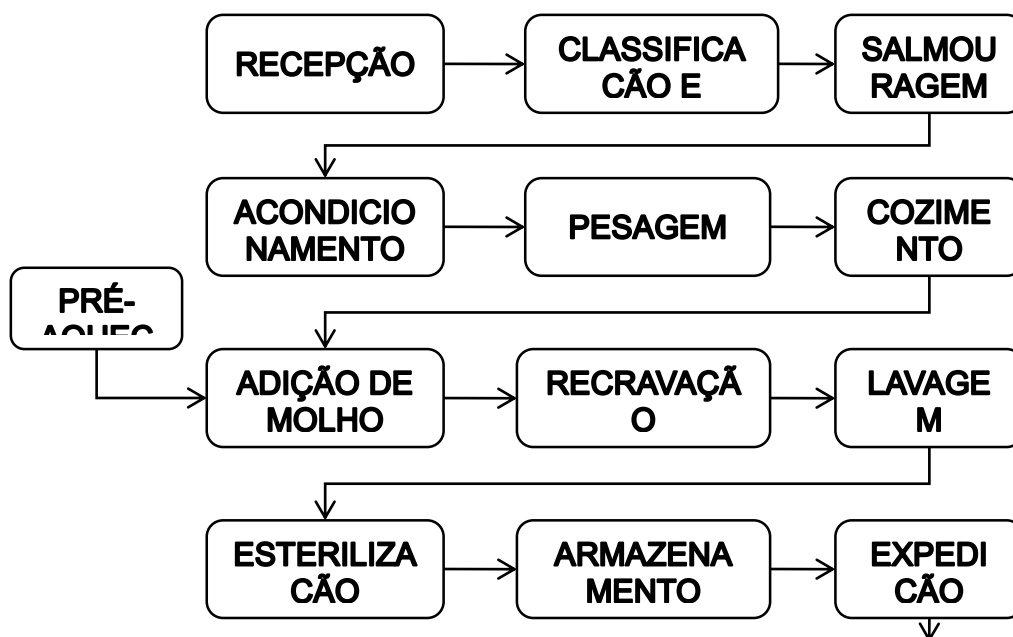 RECEPÇÃO
CLASSIFICA
CÃO E
SALMOU
RAGEM
ACONDICIO
NAMENTO
PESAGEM
COZIME
NTO
PRÉ-
AQUEC
ADIÇÃO DE
MOLHO
RECRAVAÇÃ
O
LAVAGE
M
ESTERILIZA
CÃO
ARMAZENA
MENTO
EXPEDI
CÃO